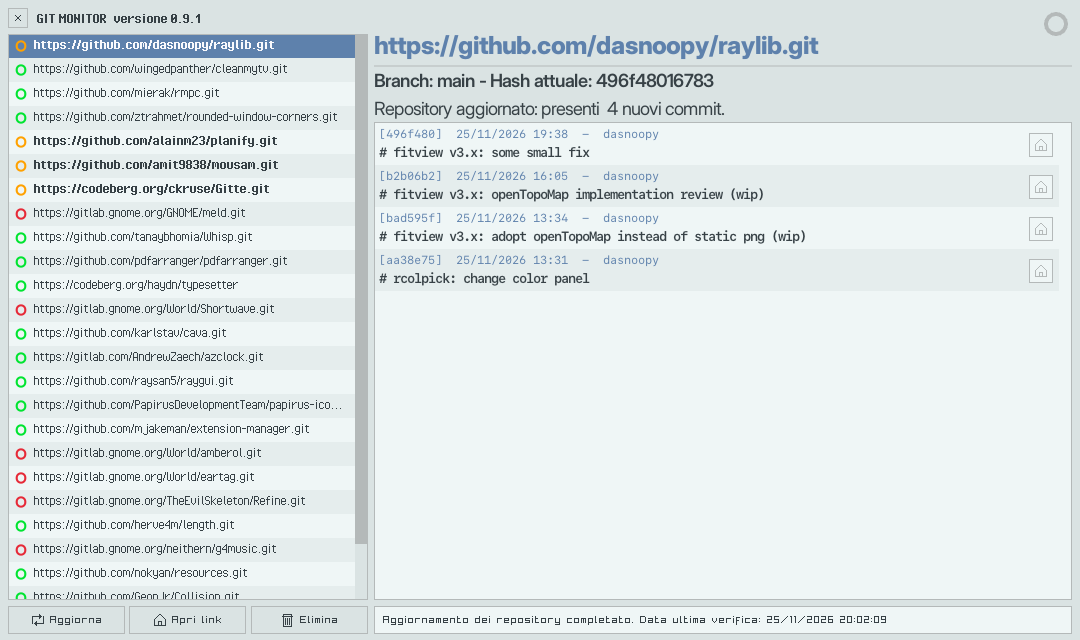 GIT MONITOR versione 0.9.1
https://github.com/dasnoopy/raylib.git
https://github.com/wingedpanther/cleanmytv.git
https://github.com/mierak/rmpc.git
https://github.com/ztrahmet/rounded-window-corners.git
https://github.com/alainm23/planify.git
https://github.com/amit9838/mousam.git
https://codeberg.org/ckruse/Gitte.git
https://gitlab.gnome.org/GNOME/meld.git
https://github.com/tanaybhomia/Whisp.git
https://github.com/pdfarranger/pdfarranger.git
https://codeberg.org/haydn/typesetter
https://gitlab.gnome.org/World/Shortwave.git
https://github.com/karlstav/cava.git
https://gitlab.com/AndrewZaech/azclock.git
https://github.com/raysan5/raygui.git
https://github.com/PapirusDevelopmentTeam/papirus-ico...
https://github.com/mjakeman/extension-manager.git
https://gitlab.gnome.org/World/amberol.git
https://gitlab.gnome.org/World/eartag.git
https://gitlab.gnome.org/TheEvilSkeleton/Refine.git
https://github.com/herve4m/length.git
https://gitlab.gnome.org/neithern/g4music.git
https://github.com/nokyan/resources.git
https://github.com/GeopJr/Collision.git
Aggiorna
Apri link
Elimina
https://github.com/dasnoopy/raylib.git
Branch: main - Hash attuale: 496f48016783
Repository aggiornato: presenti  4 nuovi commit.
[496f480]  25/11/2026 19:38  –  dasnoopy
# fitview v3.x: some small fix
[b2b06b2]  25/11/2026 16:05  –  dasnoopy
# fitview v3.x: openTopoMap implementation review (wip)
[bad595f]  25/11/2026 13:34  –  dasnoopy
# fitview v3.x: adopt openTopoMap instead of static png (wip)
[aa38e75]  25/11/2026 13:31  –  dasnoopy
# rcolpick: change color panel
Aggiornamento dei repository completato. Data ultima verifica: 25/11/2026 20:02:09